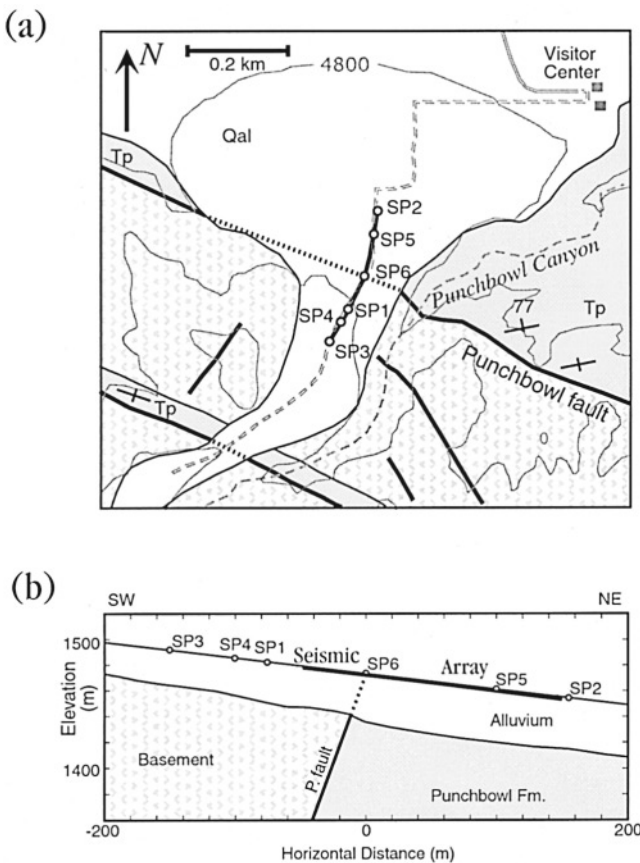 (a)
N
0.2 km
4800
Visitor
Center
Qal
Tp
SP2
SP5
SP6
Punchbowl Canyon
SP1
SP4
77
Tp
SP3
Punchbowl fault
Tp
0
(b)
SW
NE
1500
SP3
SP4
SP1
Seismic
SP6
Array
SP5
SP2
Elevation
(m)
Alluvium
Basement
P. fault
1400
Punchbowl Fm.
-200
0
200
Horizontal Distance (m)